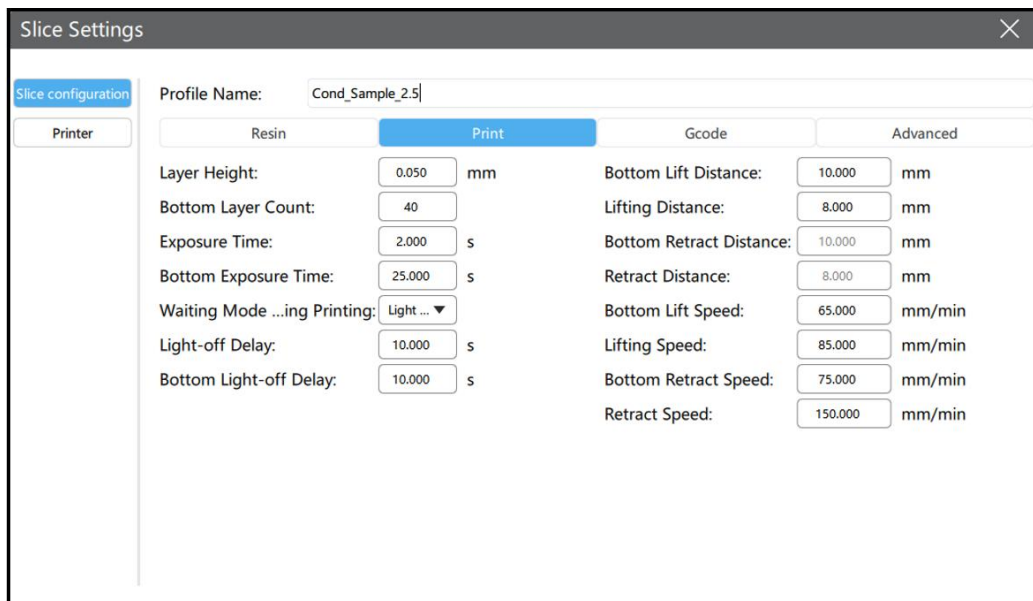 Slice Settings
Slice configuration
Printer
Profile Name: Cond_Sample_2.5
Resin Print Gcode Advanced
Layer Height: 0.050 mm
Bottom Layer Count: 40
Exposure Time: 2.000 s
Bottom Exposure Time: 25.000 s
Waiting Mode ...ing Printing: Light ...
Light-off Delay: 10.000 s
Bottom Light-off Delay: 10.000 s
Bottom Lift Distance: 10.000 mm
Lifting Distance: 8.000 mm
Bottom Retract Distance: 10.000 mm
Retract Distance: 8.000 mm
Bottom Lift Speed: 65.000 mm/min
Lifting Speed: 85.000 mm/min
Bottom Retract Speed: 75.000 mm/min
Retract Speed: 150.000 mm/min